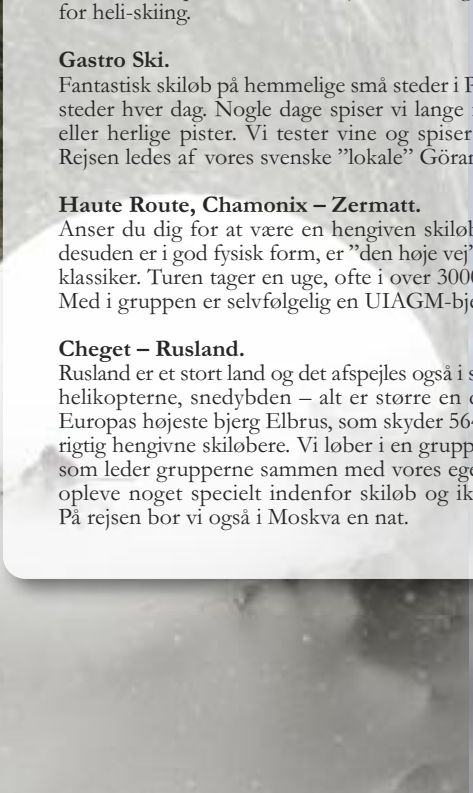 for heli-skiing.
Gastro Ski.
Fantastisk skiløb på hemmelige små steder i
steder hver dag. Nogle dage spiser vi lange
eller herlige pister. Vi tester vine og spiser
Rejsen ledes af vores svenske ”lokale” Göran
Haute Route, Chamonix – Zermatt.
Anser du dig for at være en hengiven skiløb
desuden er i god fysisk form, er ”den høje vej”
klassiker. Turen tager en uge, ofte i over 3000
Med i gruppen er selvfølgelig en UIAGM-bje
Cheget – Rusland.
Rusland er et stort land og det afspejles også i s
helikopterne, snedybden – alt er større en d
Europas højeste bjerg Elbrus, som skyder 564
rigtig hengivne skiløbere. Vi løber i en grupp
som leder grupperne sammen med vores ege
opleve noget specielt indenfor skiløb og ik
På rejsen bor vi også i Moskva en nat.